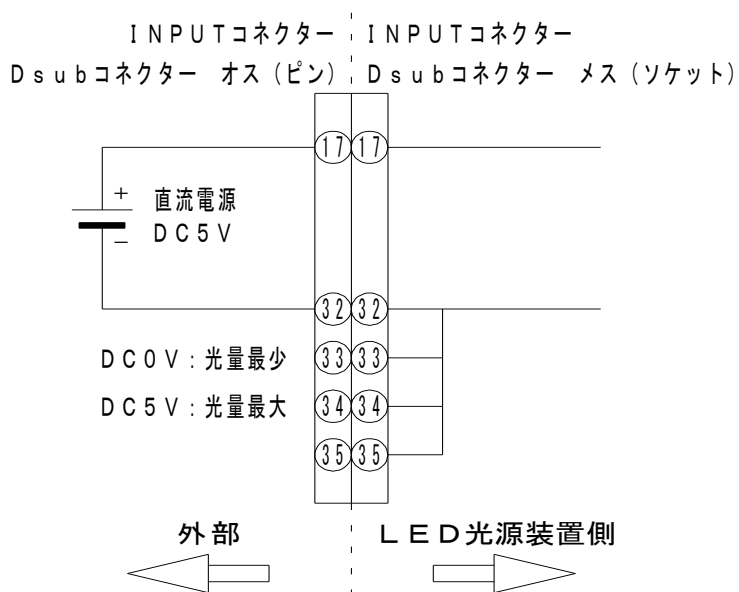 INPUTコネクター INPUTコネクター
Dsubコネクター オス(ピン) Dsubコネクター メス(ソケット)
17 17
+ 直流電源
- DC5V
32 32
DC0V:光量最少 33 33
DC5V:光量最大 34 34
35 35
外部 LED光源装置側